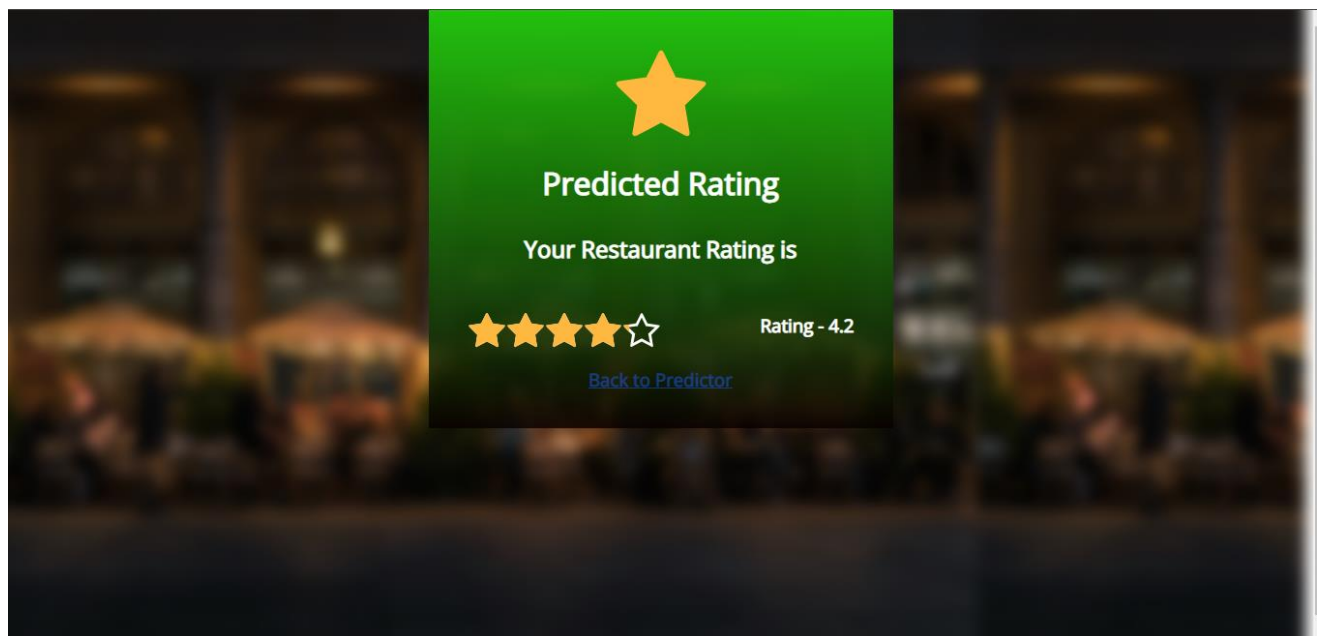 Predicted Rating
Your Restaurant Rating is
Rating - 4.2
Back to Predictor